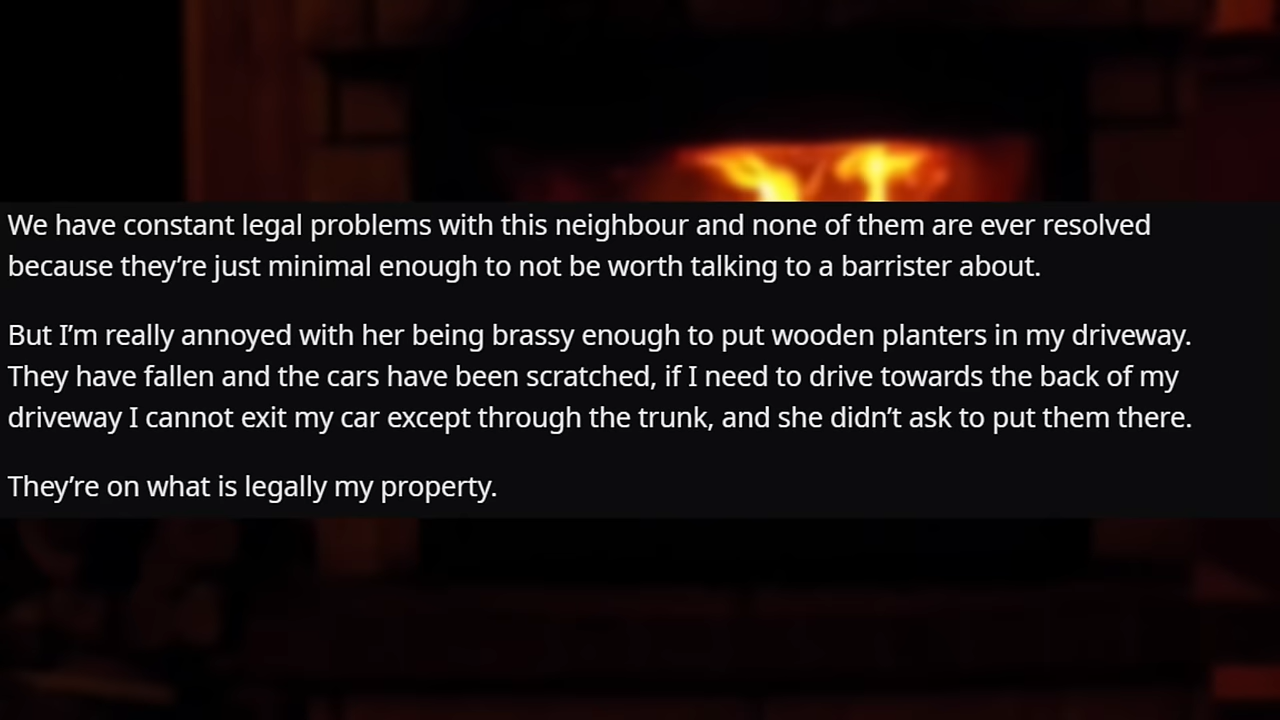 We have constant legal problems with this neighbour and none of them are ever resolved
because they’re just minimal enough to not be worth talking to a barrister about.
But I’m really annoyed with her being brassy enough to put wooden planters in my driveway.
They have fallen and the cars have been scratched, if I need to drive towards the back of my
driveway I cannot exit my car except through the trunk, and she didn’t ask to put them there.
They’re on what is legally my property.